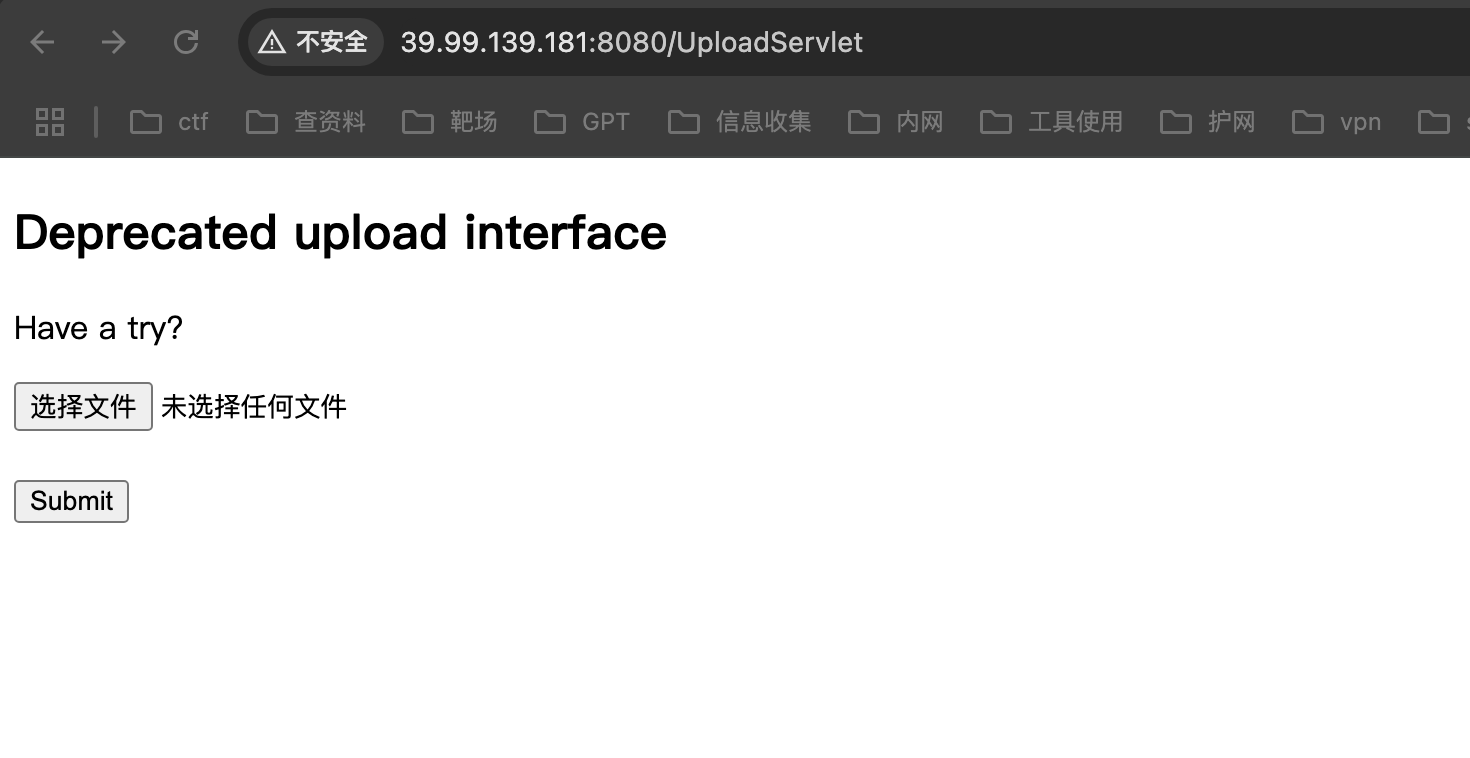 不安全 39.99.139.181:8080/UploadServlet
ctf 查资料 靶场 GPT 信息收集 内网 工具使用 护网 vpn
Deprecated upload interface
Have a try?
选择文件 未选择任何文件
Submit